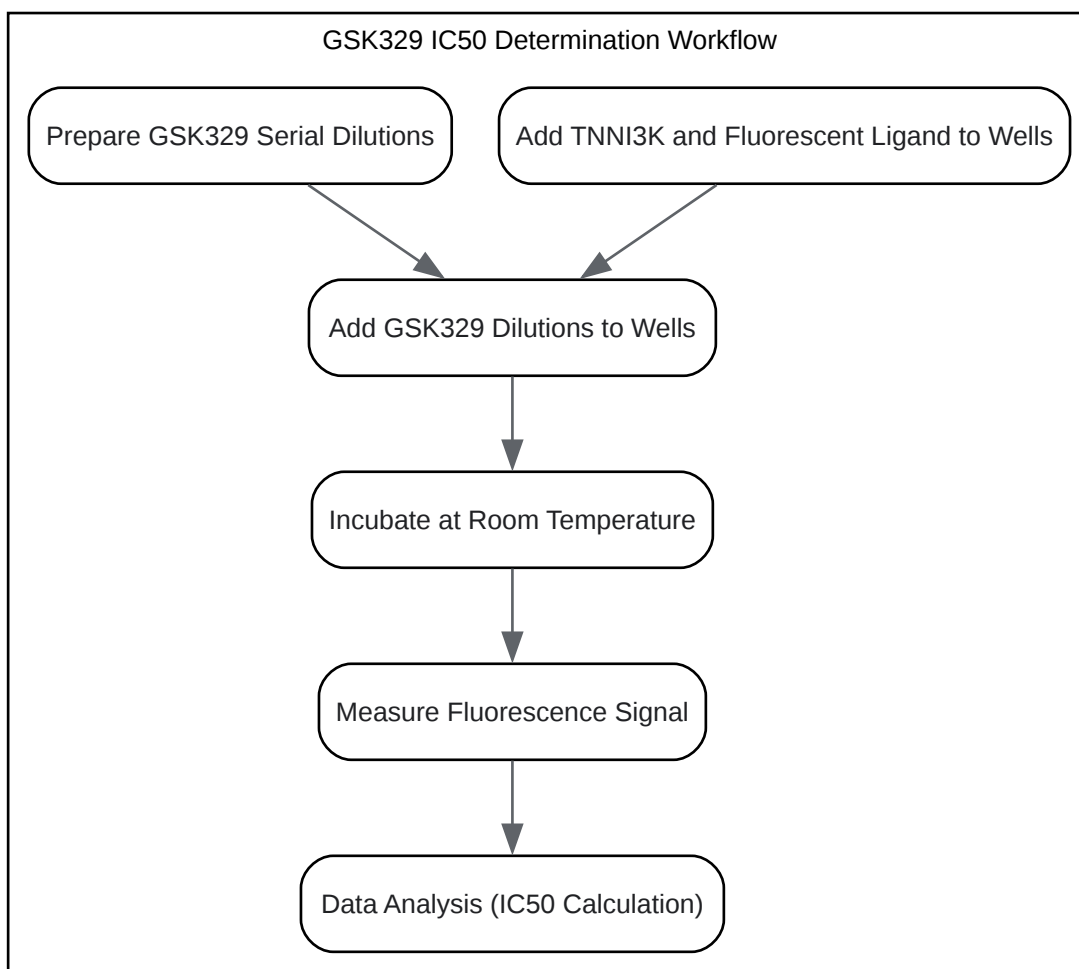 GSK329 IC50 Determination Workflow
Prepare GSK329 Serial Dilutions
Add TNNI3K and Fluorescent Ligand to Wells
Add GSK329 Dilutions to Wells
Incubate at Room Temperature
Measure Fluorescence Signal
Data Analysis (IC50 Calculation)